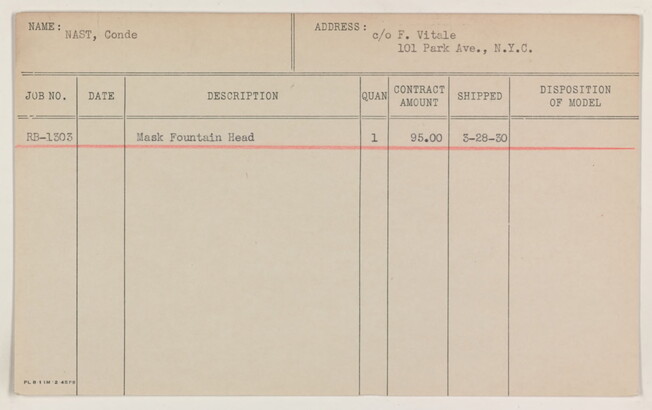 NAME: NAST, Conde
ADDRESS: c/o F. Vitale
101 Park Ave., N.Y.C.
JOB NO. DATE DESCRIPTION QUAN CONTRACT AMOUNT SHIPPED DISPOSITION OF MODEL
RB-1303 Mask Fountain Head 1 95.00 3-28-30